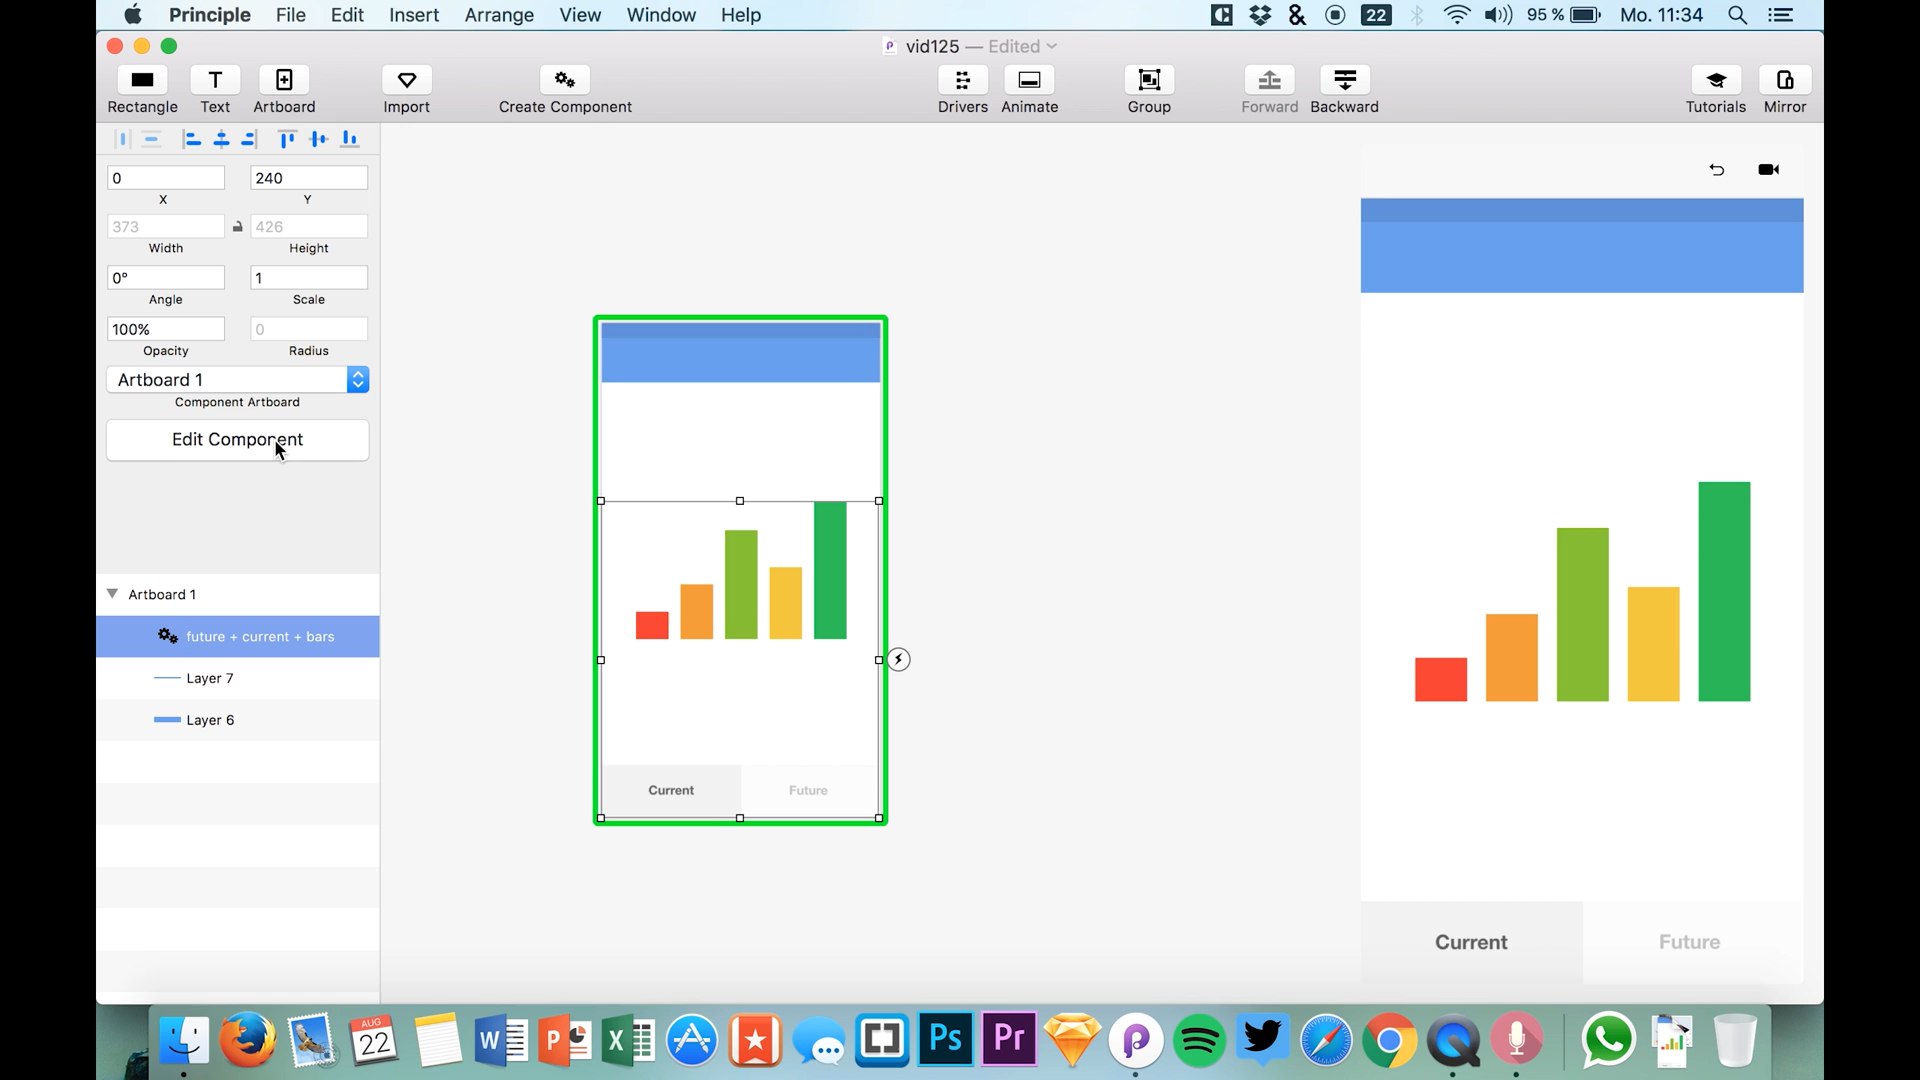 Principle File Edit Insert Arrange View Window Help 22 95 % Mo. 11:34
vid125 — Edited
Rectangle Text Artboard Import Create Component Drivers Animate Group Forward Backward Tutorials Mirror
0 240
X Y
373 426
Width Height
0° 1
Angle Scale
100% 0
Opacity Radius
Artboard 1
Component Artboard
Edit Component
Artboard 1
future + current + bars
Layer 7
Layer 6
Current Future
Current Future
AUG
22
W P X Ps Pr